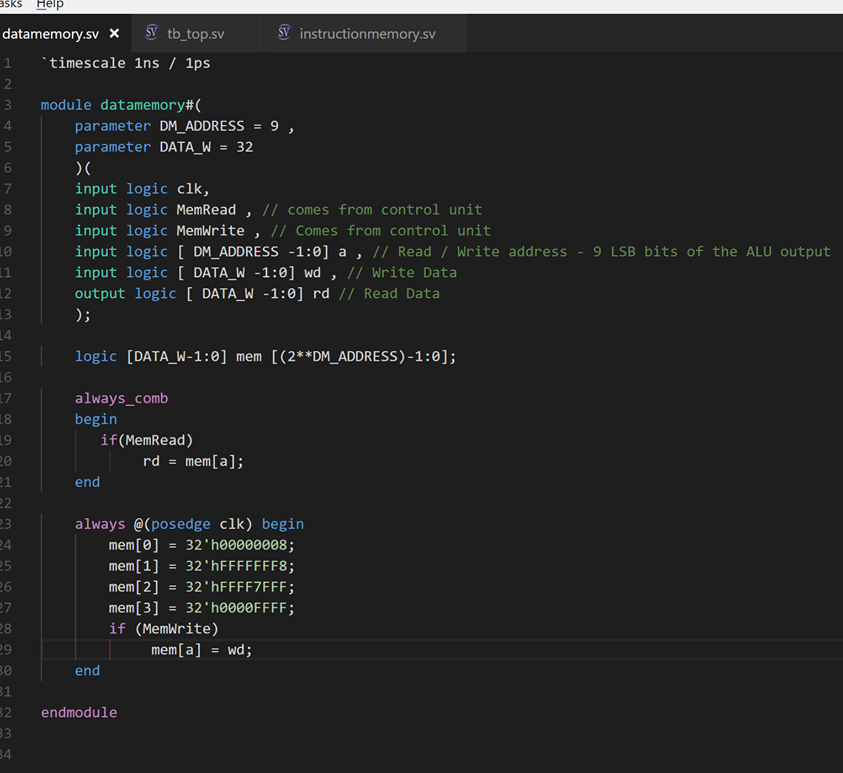 asks Help
datamemory.sv × SV tb_top.sv SV instructionmemory.sv
1 `timescale 1ns / 1ps
2
3 module datamemory#(
4 parameter DM_ADDRESS = 9 ,
5 parameter DATA_W = 32
6 )(
7 input logic clk,
8 input logic MemRead , // comes from control unit
9 input logic MemWrite , // Comes from control unit
10 input logic [ DM_ADDRESS -1:0] a , // Read / Write address - 9 LSB bits of the ALU output
11 input logic [ DATA_W -1:0] wd , // Write Data
12 output logic [ DATA_W -1:0] rd // Read Data
13 );
14
15 logic [DATA_W-1:0] mem [(2**DM_ADDRESS)-1:0];
16
17 always_comb
18 begin
19 if(MemRead)
20 rd = mem[a];
21 end
22
23 always @(posedge clk) begin
24 mem[0] = 32'h00000008;
25 mem[1] = 32'hFFFFFFF8;
26 mem[2] = 32'hFFFF7FFF;
27 mem[3] = 32'h0000FFFF;
28 if (MemWrite)
29 mem[a] = wd;
30 end
31
32 endmodule
33
34